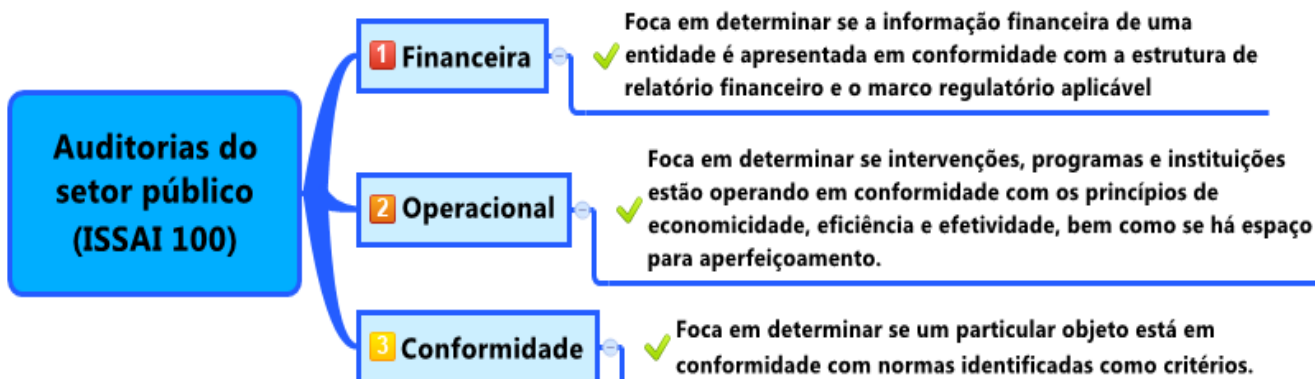 Auditorias do
setor público
(ISSAI 100)
1 Financeira
Foca em determinar se a informação financeira de uma
entidade é apresentada em conformidade com a estrutura de
relatório financeiro e o marco regulatório aplicável
2 Operacional
Foca em determinar se intervenções, programas e instituições
estão operando em conformidade com os princípios de
economicidade, eficiência e efetividade, bem como se há espaço
para aperfeiçoamento.
3 Conformidade
Foca em determinar se um particular objeto está em
conformidade com normas identificadas como critérios.